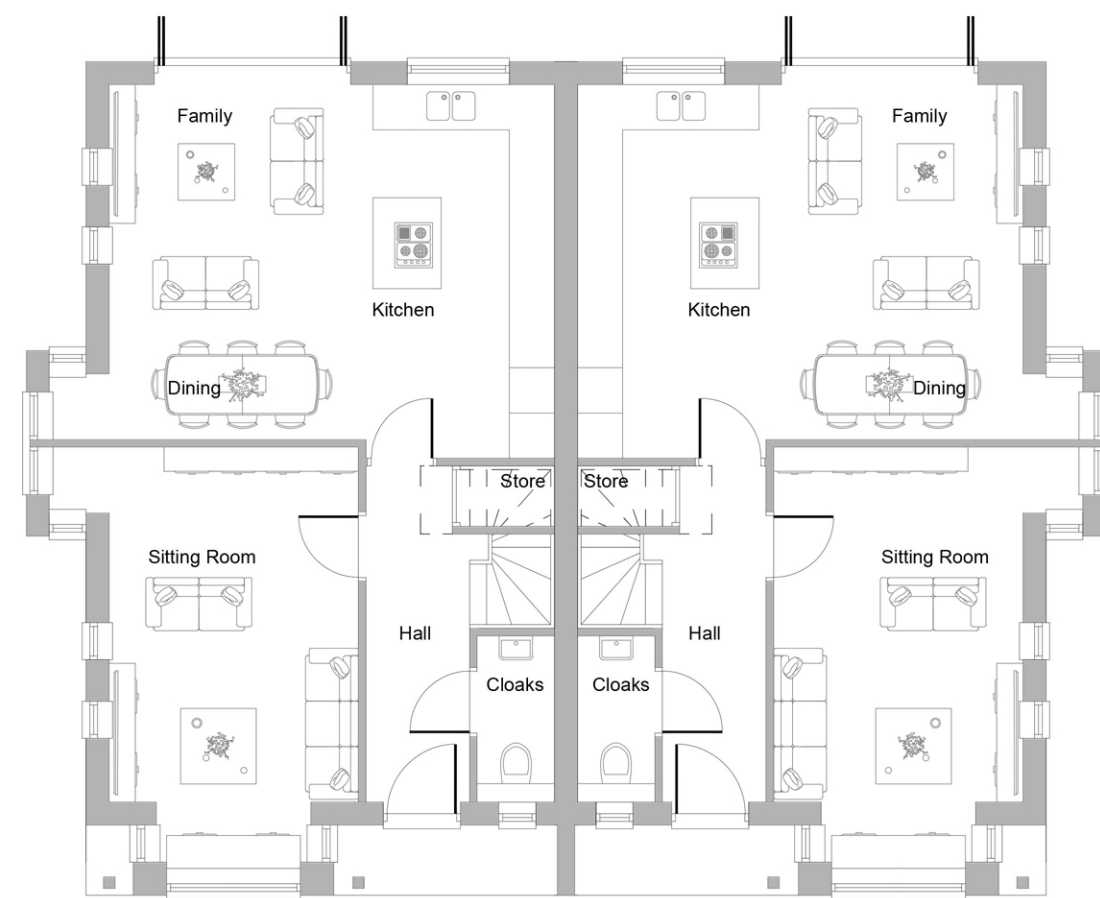 Family
Family
Kitchen
Kitchen
Dining
Dining
Store
Store
Sitting Room
Sitting Room
Hall
Hall
Cloaks
Cloaks